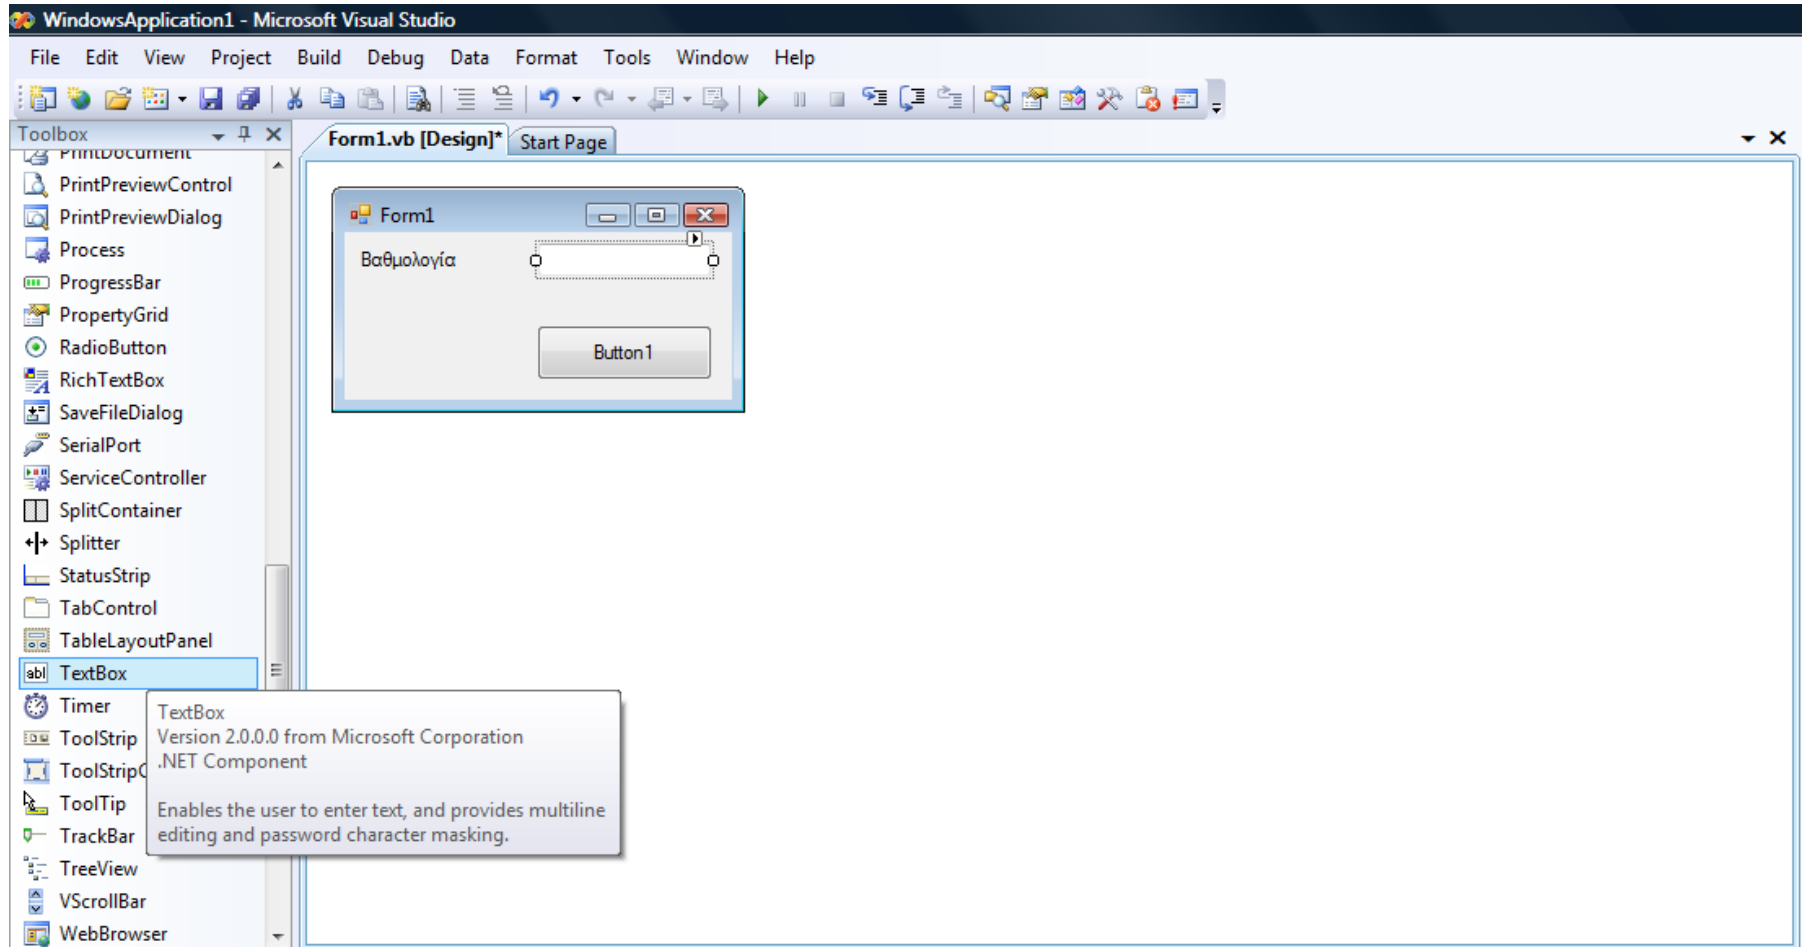 WindowsApplication1 - Microsoft Visual Studio
File Edit View Project Build Debug Data Format Tools Window Help
Toolbox
Form1.vb [Design]* Start Page
PrintDocument
PrintPreviewControl
PrintPreviewDialog
Process
ProgressBar
PropertyGrid
RadioButton
RichTextBox
SaveFileDialog
SerialPort
ServiceController
SplitContainer
Splitter
StatusStrip
TabControl
TableLayoutPanel
abl TextBox
Timer
ToolStrip
ToolStripC
ToolTip
TrackBar
TreeView
VScrollBar
WebBrowser
Form1
Βαθμολογία
Button1
TextBox
Version 2.0.0.0 from Microsoft Corporation
.NET Component
Enables the user to enter text, and provides multiline
editing and password character masking.